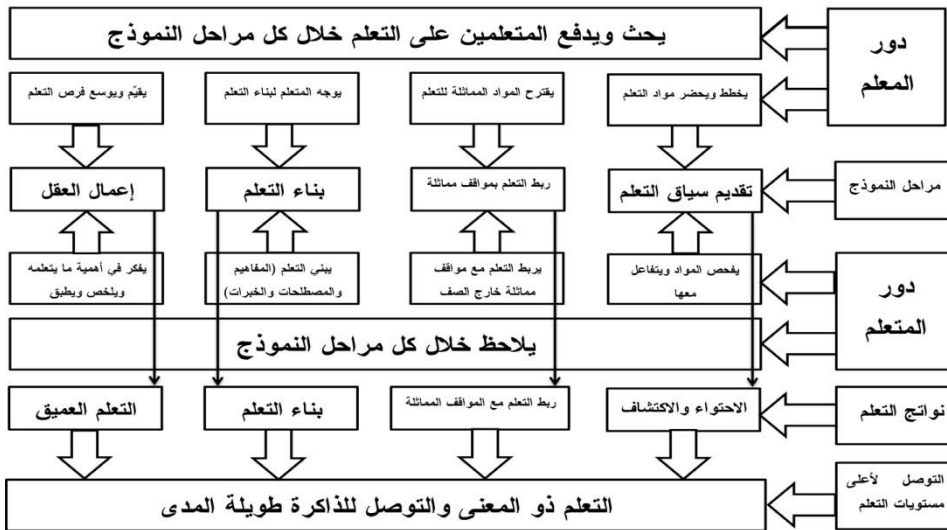 دور
المعلم
يحث ويدفع المتعلمين على التعلم خلال كل مراحل النموذج
يخطط ويحضر مواد التعلم
يقترح المواد المماثلة للتعلم
يوجه المتعلم لبناء التعلم
يقيّم ويوسع فرص التعلم
مراحل النموذج
تقديم سياق التعلم
ربط التعلم بمواقف مماثلة
بناء التعلم
إعمال العقل
دور
المتعلم
يفحص المواد ويتفاعل
معها
يربط التعلم مع مواقف
مماثلة خارج الصف
يبني التعلم (المفاهيم
والمصطلحات والخبرات)
يفكر في أهمية ما يتعلمه
ويلخص ويطبق
يلاحظ خلال كل مراحل النموذج
نواتج التعلم
الاحتواء والاكتشاف
ربط التعلم مع المواقف المماثلة
بناء التعلم
التعلم العميق
التوصل لأعلى
مستويات التعلم
التعلم ذو المعنى والتوصل للذاكرة طويلة المدى